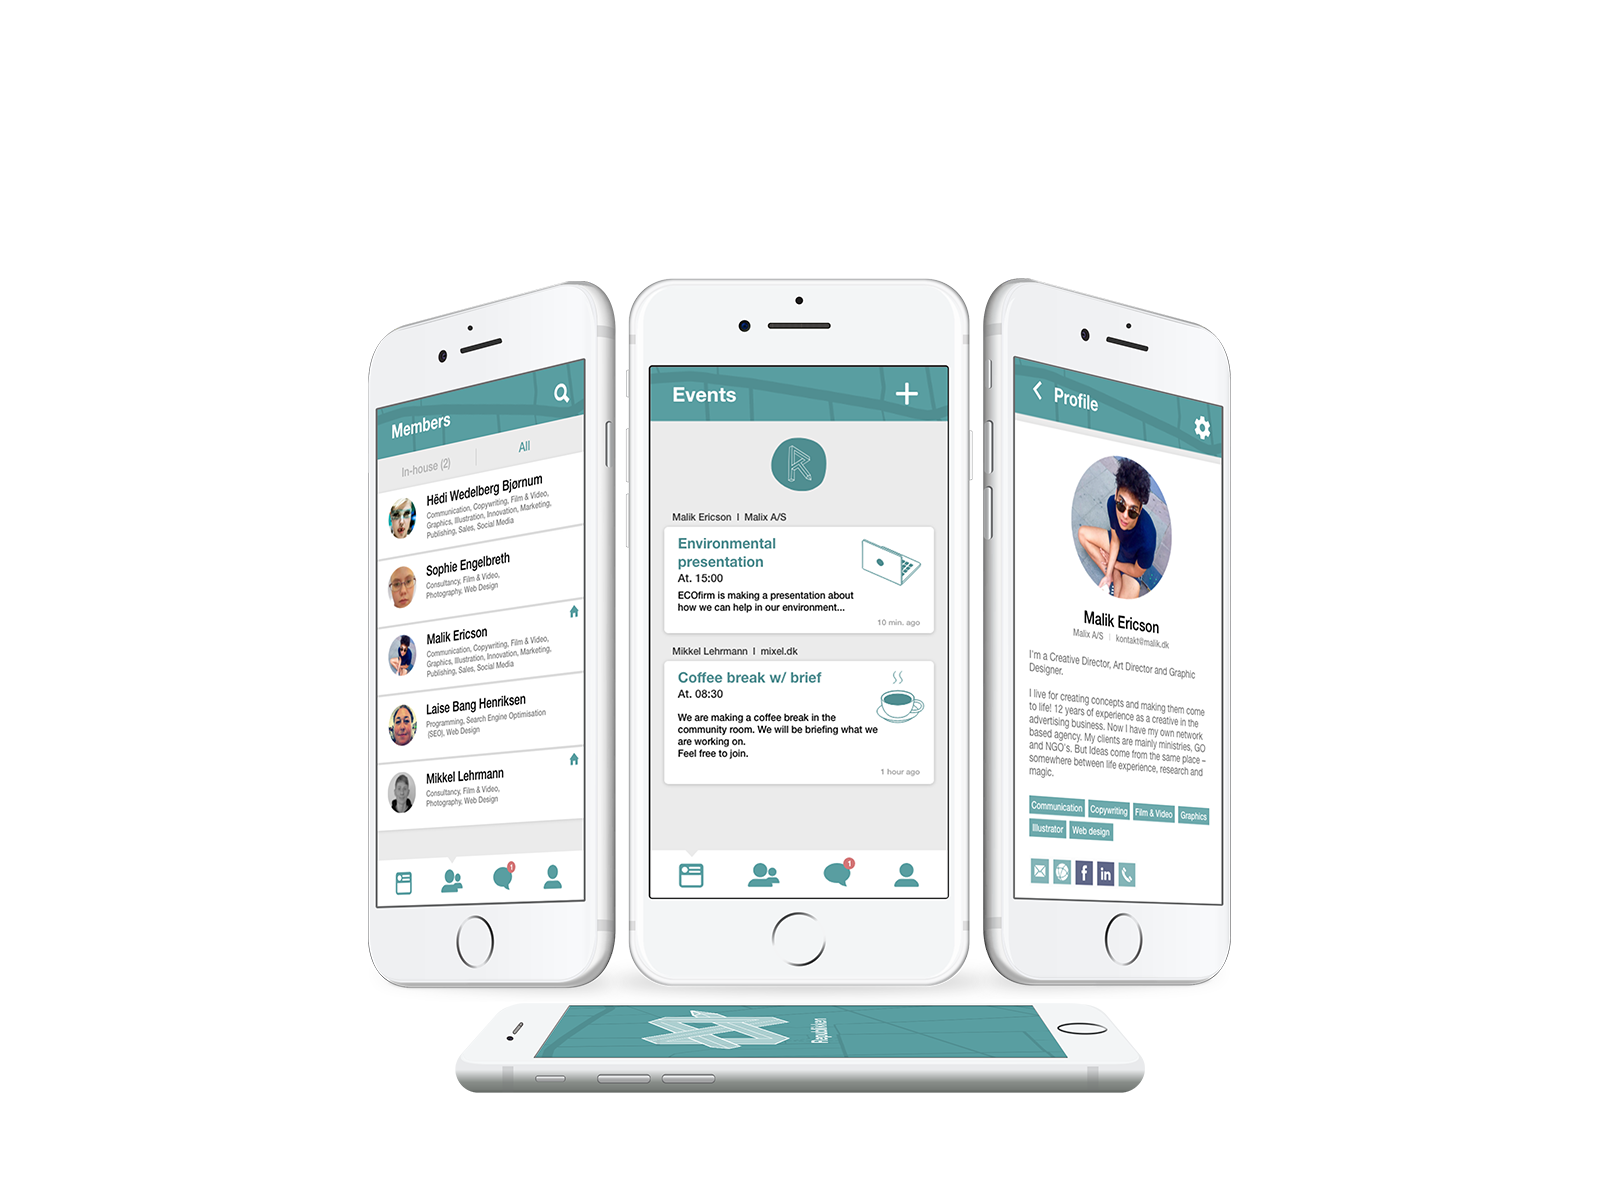 Members
In-house (2)
All
Hêdi Wedelberg Bjørnum
Communication, Copywriting, Film & Video,
Graphics, Illustration, Innovation, Marketing,
Publishing, Sales, Social Media
Sophie Engelbreth
Consultancy, Film & Video,
Photography, Web Design
Malik Ericson
Communication, Copywriting, Film & Video,
Graphics, Illustration, Innovation, Marketing,
Publishing, Sales, Social Media
Laise Bang Henriksen
Programming, Search Engine Optimisation
(SEO), Web Design
Mikkel Lehrmann
Consultancy, Film & Video,
Photography, Web Design
1
Events
+
R
Malik Ericson | Malix A/S
Environmental
presentation
At. 15:00
ECOfirm is making a presentation about
how we can help in our environment...
10 min. ago
Mikkel Lehrmann | mixel.dk
Coffee break w/ brief
At. 08:30
We are making a coffee break in the
community room. We will be briefing what we
are working on.
Feel free to join.
1 hour ago
1
Profile
Malik Ericson
Malix A/S | kontakt@malik.dk
I'm a Creative Director, Art Director and Graphic
Designer.
I live for creating concepts and making them come
to life! 12 years of experience as a creative in the
advertising business. Now I have my own network
based agency. My clients are mainly ministries, GO
and NGO's. But Ideas come from the same place –
somewhere between life experience, research and
magic.
Communication Copywriting Film & Video Graphics
Illustrator Web design
f in
Republikken